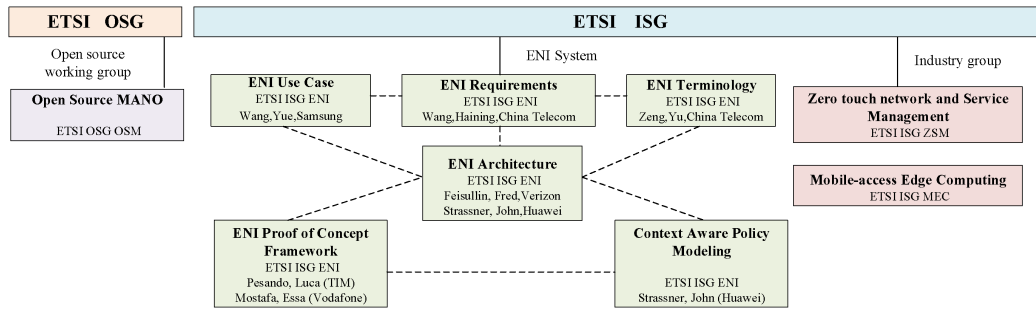 ETSI OSG
ETSI ISG
Open source
working group
ENI System
Industry group
Open Source MANO
ETSI OSG OSM
ENI Use Case
ETSI ISG ENI
Wang,Yue,Samsung
ENI Requirements
ETSI ISG ENI
Wang,Haining,China Telecom
ENI Terminology
ETSI ISG ENI
Zeng,Yu,China Telecom
Zero touch network and Service
Management
ETSI ISG ZSM
ENI Architecture
ETSI ISG ENI
Feisullin, Fred,Verizon
Strassner, John,Huawei
Mobile-access Edge Computing
ETSI ISG MEC
ENI Proof of Concept
Framework
ETSI ISG ENI
Pesando, Luca (TIM)
Mostafa, Essa (Vodafone)
Context Aware Policy
Modeling
ETSI ISG ENI
Strassner, John (Huawei)